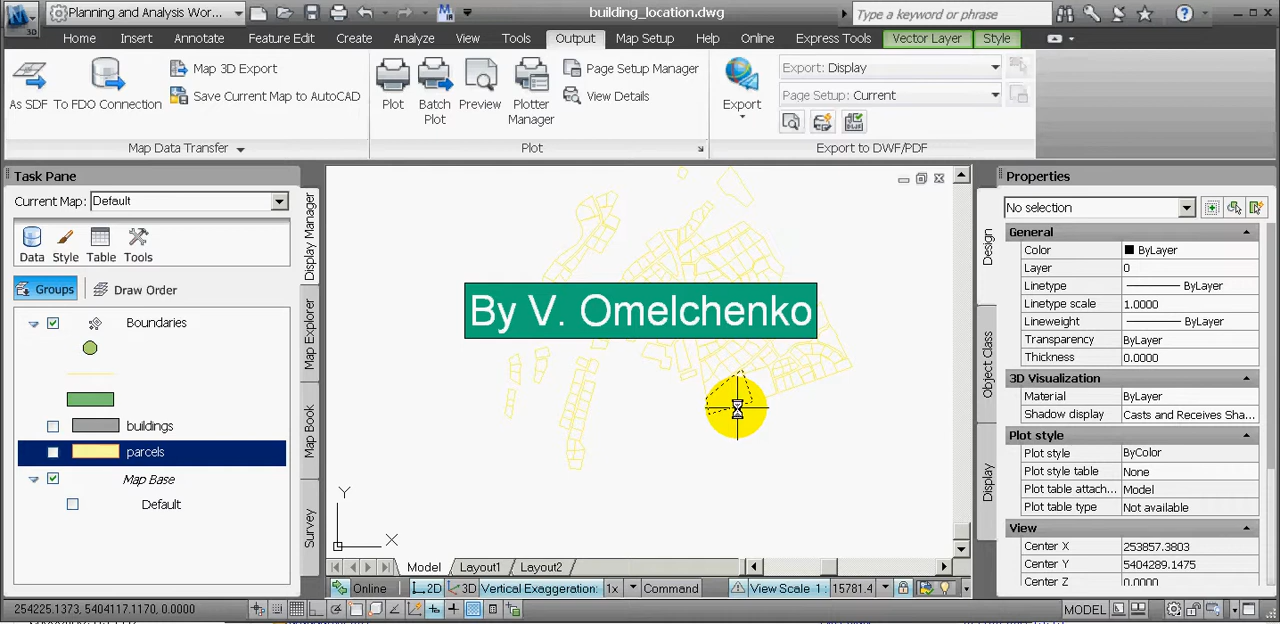 Planning and Analysis Wor...
building_location.dwg
Type a keyword or phrase
3D
Home Insert Annotate Feature Edit Create Analyze View Tools Output Map Setup Help Online Express Tools Vector Layer Style
As SDF
To FDO Connection
Map 3D Export
Save Current Map to AutoCAD
Map Data Transfer
Plot
Batch Plot
Preview
Plotter Manager
Page Setup Manager
View Details
Plot
Export
Export: Display
Page Setup: Current
Export to DWF/PDF
Task Pane
Current Map: Default
Data Style Table Tools
Groups Draw Order
Boundaries
buildings
parcels
Map Base
Default
Display Manager
Map Explorer
Map Book
Survey
By V. Omelchenko
Y
X
Model Layout1 Layout2
Online 2D 3D Vertical Exaggeration: 1x Command View Scale 1: 15781.4
254225.1373, 5404117.1170, 0.0000
MODEL
Properties
No selection
Design
Object Class
Display
General
Color ByLayer
Layer 0
Linetype ByLayer
Linetype scale 1.0000
Lineweight ByLayer
Transparency ByLayer
Thickness 0.0000
3D Visualization
Material ByLayer
Shadow display Casts and Receives Sha...
Plot style
Plot style ByColor
Plot style table None
Plot table attach... Model
Plot table type Not available
View
Center X 253857.3803
Center Y 5404289.1475
Center Z 0.0000